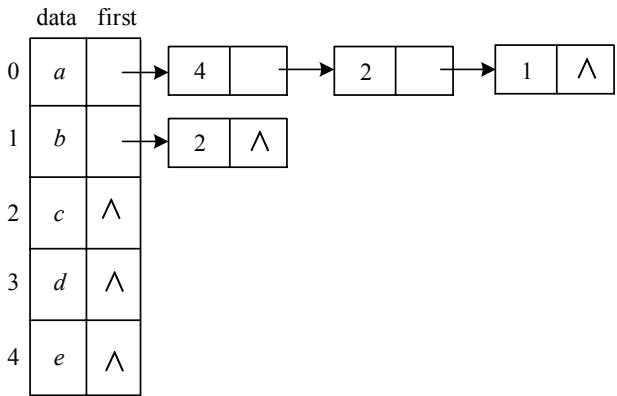 data first
0 a 4 2 1 ∧
1 b 2 ∧
2 c ∧
3 d ∧
4 e ∧